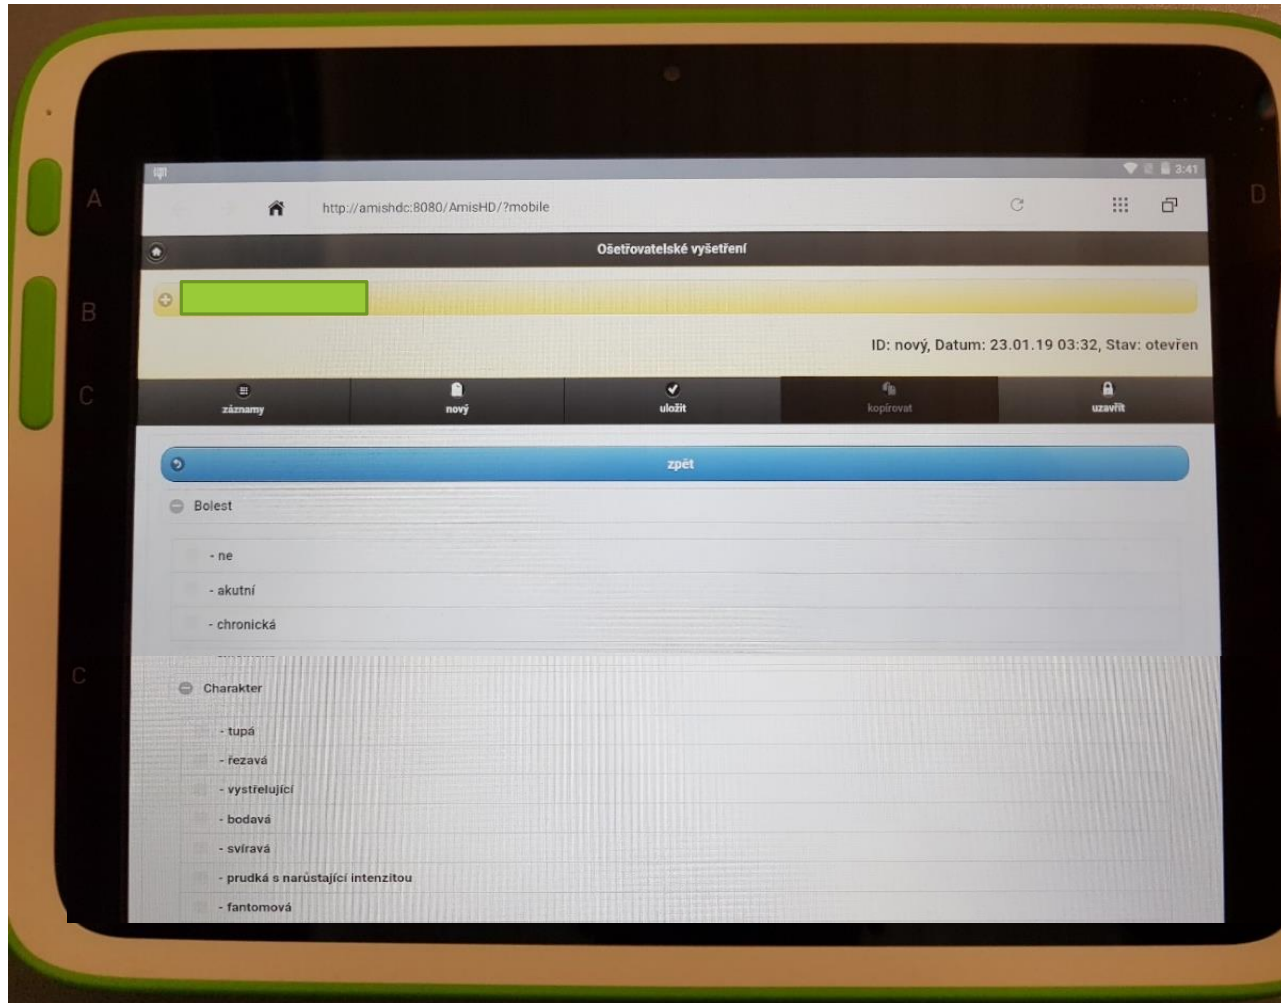 3:41
http://amishdc:8080/AmisHD/?mobile
Ošetřovatelské vyšetření
ID: nový, Datum: 23.01.19 03:32, Stav: otevřen
záznamy nový uložit kopírovat uzavřít
zpět
Bolest
- ne
- akutní
- chronická
Charakter
- tupá
- řezavá
- vystřelující
- bodavá
- svíravá
- prudká s narůstající intenzitou
- fantomová
A
B
C
C
D